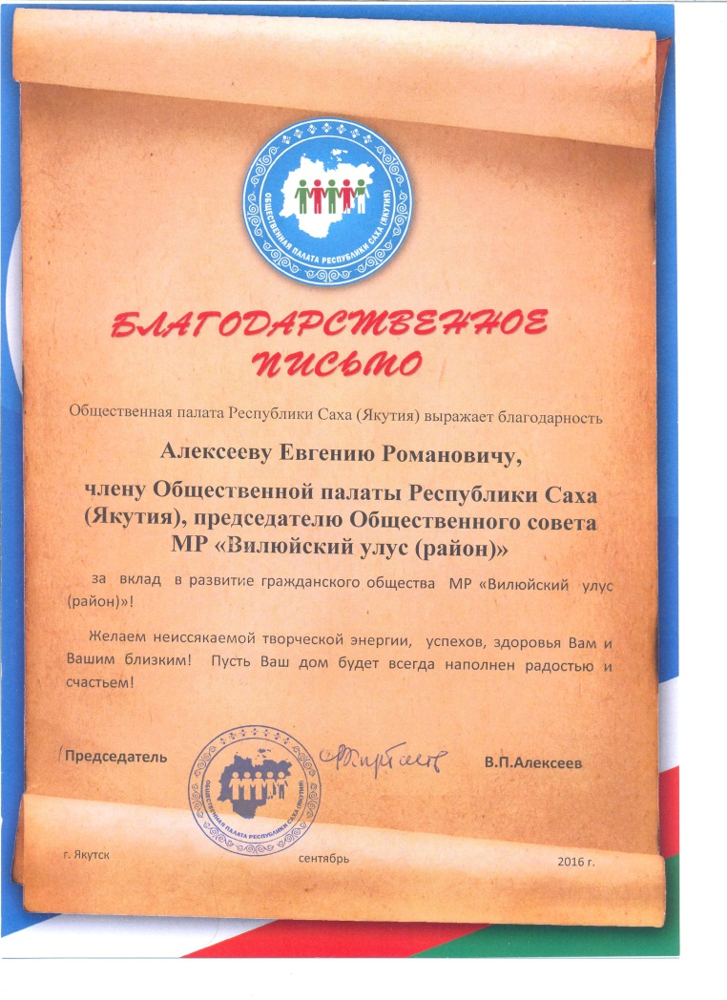 ОБЩЕСТВЕННАЯ ПАЛАТА РЕСПУБЛИКИ САХА (ЯКУТИЯ)
БЛАГОДАРСТВЕННОЕ
ПИСЬМО
Общественная палата Республики Саха (Якутия) выражает благодарность
Алексееву Евгению Романовичу,
члену Общественной палаты Республики Саха
(Якутия), председателю Общественного совета
МР «Вилюйский улус (район)»
за вклад в развитие гражданского общества МР «Вилюйский улус
(район)»!
Желаем неиссякаемой творческой энергии, успехов, здоровья Вам и
Вашим близким! Пусть Ваш дом будет всегда наполнен радостью и
счастьем!
Председатель
В.П.Алексеев
ОБЩЕСТВЕННАЯ ПАЛАТА РЕСПУБЛИКИ САХА (ЯКУТИЯ)
г. Якутск сентябрь 2016 г.